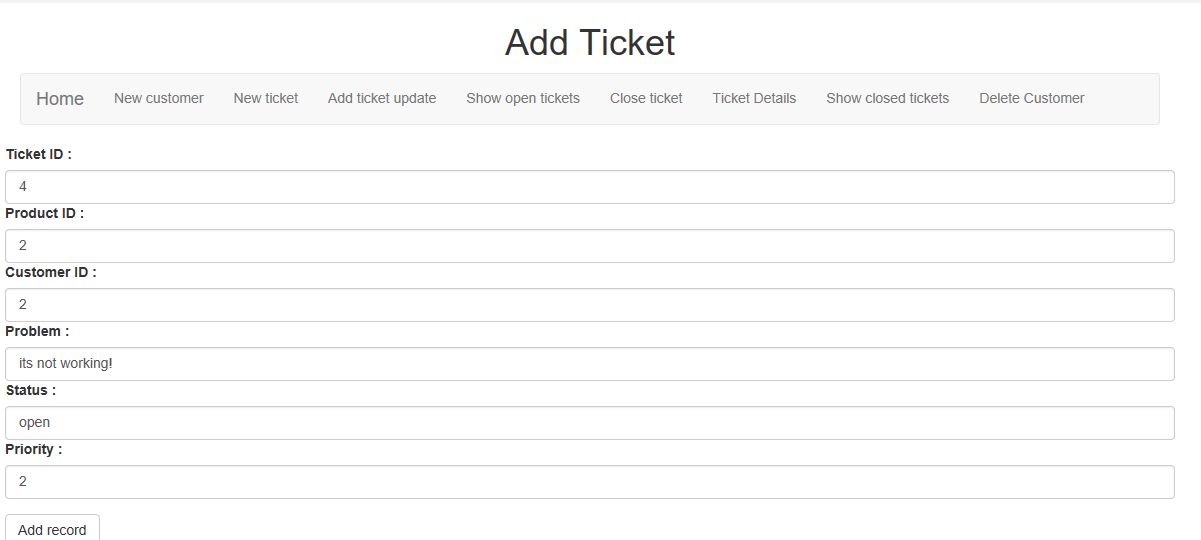 Add Ticket
Home New customer New ticket Add ticket update Show open tickets Close ticket Ticket Details Show closed tickets Delete Customer
Ticket ID :
4
Product ID :
2
Customer ID :
2
Problem :
its not working!
Status :
open
Priority :
2
Add record